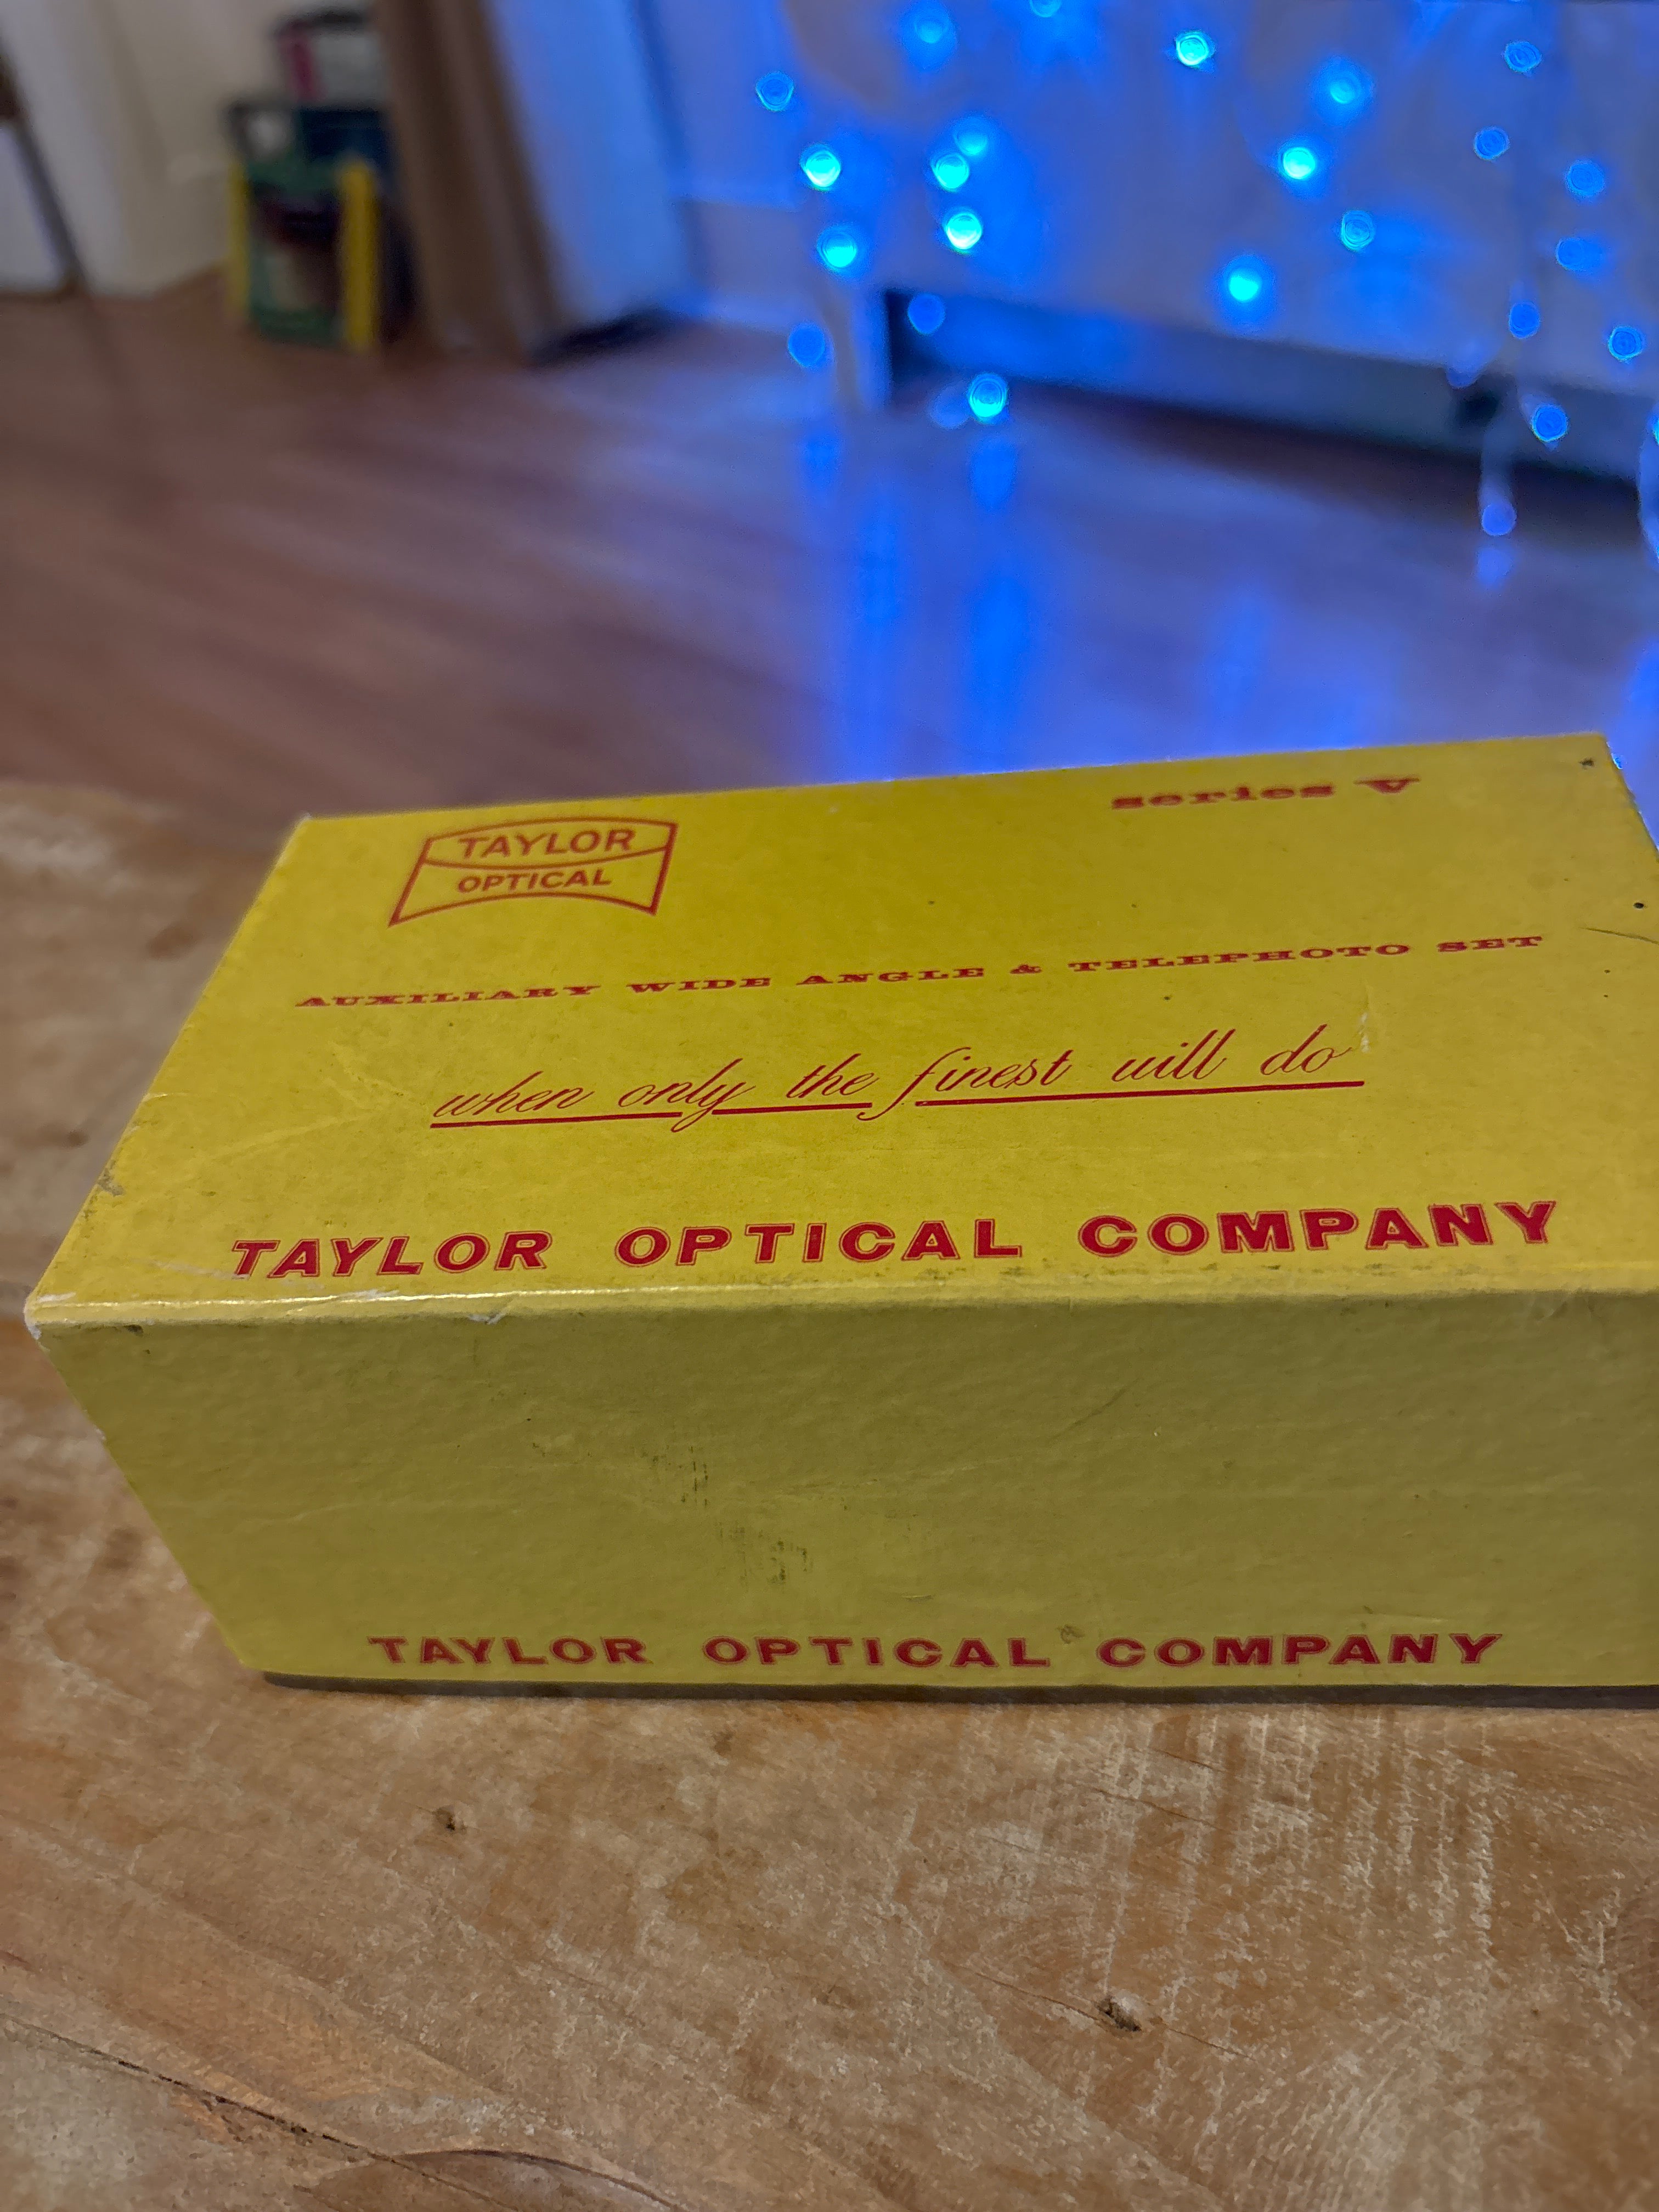 TAYLOR
OPTICAL
series V
AUXILIARY WIDE ANGLE & TELEPHOTO SET
when only the finest will do
TAYLOR OPTICAL COMPANY
TAYLOR OPTICAL COMPANY